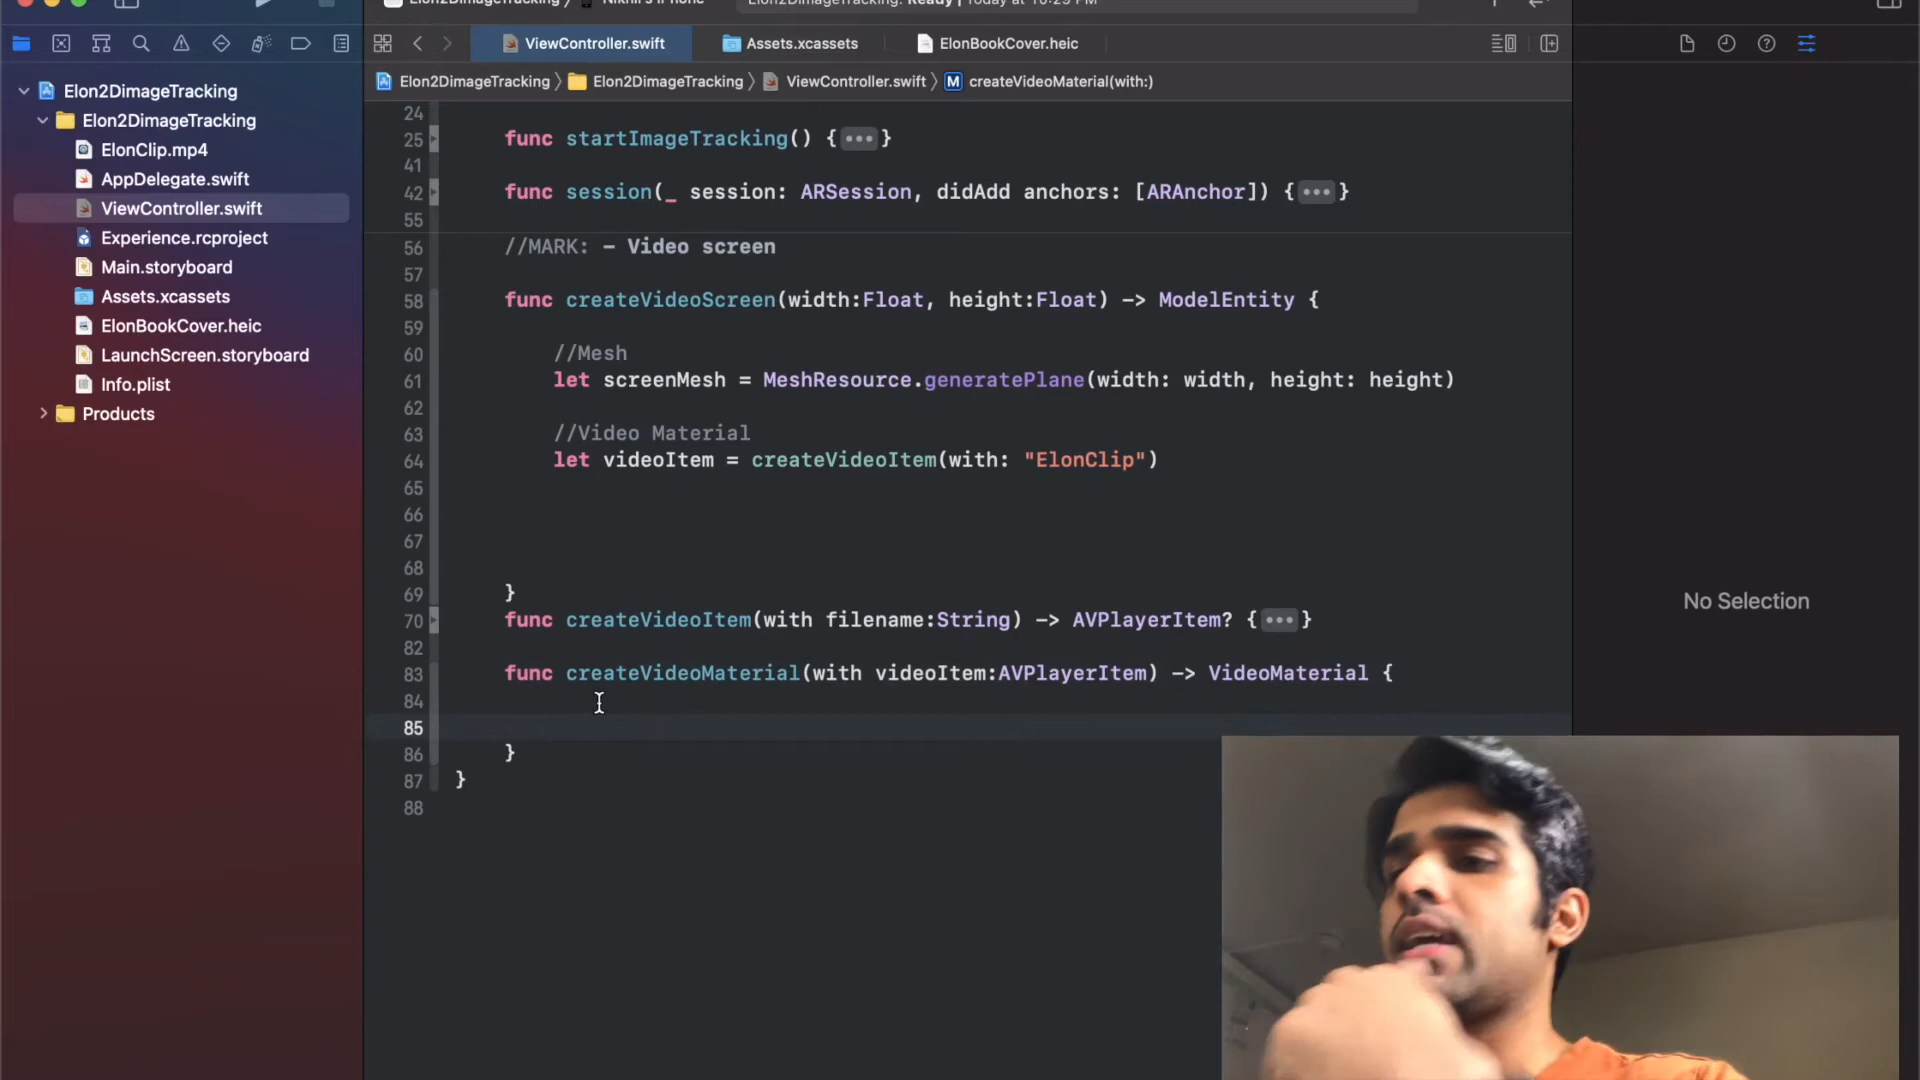 ViewController.swift
Assets.xcassets
ElonBookCover.heic
Elon2DimageTracking
Elon2DimageTracking
ViewController.swift
M createVideoMaterial(with:)
Elon2DimageTracking
Elon2DimageTracking
ElonClip.mp4
AppDelegate.swift
ViewController.swift
Experience.rcproject
Main.storyboard
Assets.xcassets
ElonBookCover.heic
LaunchScreen.storyboard
Info.plist
Products
24
25 func startImageTracking() {•••}
41
42 func session(_ session: ARSession, didAdd anchors: [ARAnchor]) {•••}
55
56 //MARK: - Video screen
57
58 func createVideoScreen(width:Float, height:Float) -> ModelEntity {
59
60 //Mesh
61 let screenMesh = MeshResource.generatePlane(width: width, height: height)
62
63 //Video Material
64 let videoItem = createVideoItem(with: "ElonClip")
65
66
67
68
69 }
70 func createVideoItem(with filename:String) -> AVPlayerItem? {•••}
82
83 func createVideoMaterial(with videoItem:AVPlayerItem) -> VideoMaterial {
84
85
86 }
87 }
88
No Selection